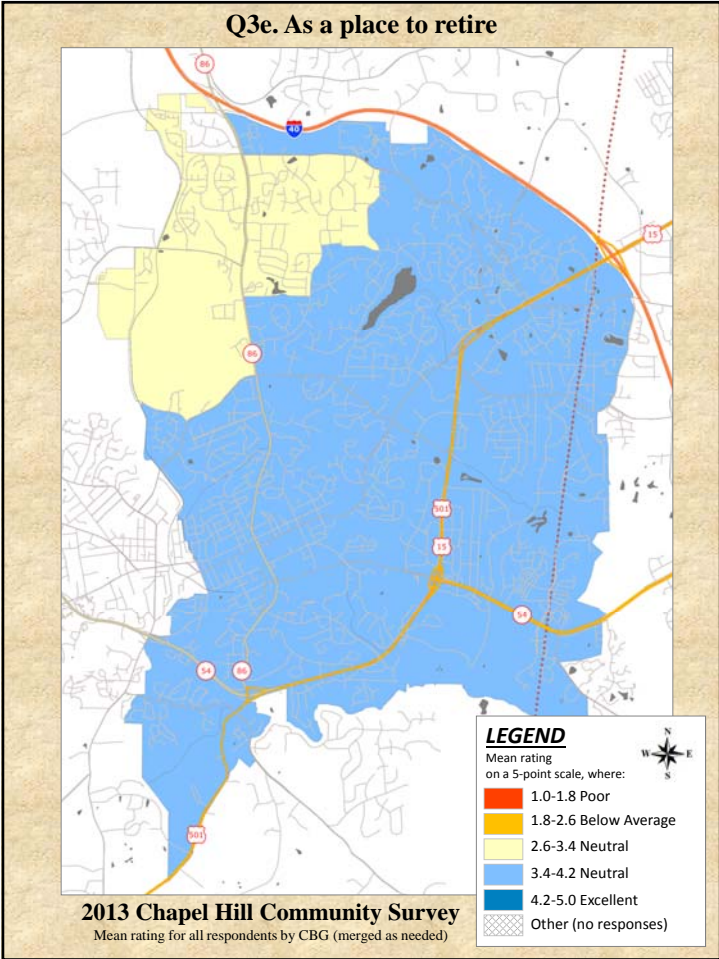 Q3e. As a place to retire
86
40
15
86
501
15
54
54
86
501
LEGEND
Mean rating
on a 5-point scale, where:
N
W E
S
1.0-1.8 Poor
1.8-2.6 Below Average
2.6-3.4 Neutral
3.4-4.2 Neutral
4.2-5.0 Excellent
Other (no responses)
2013 Chapel Hill Community Survey
Mean rating for all respondents by CBG (merged as needed)